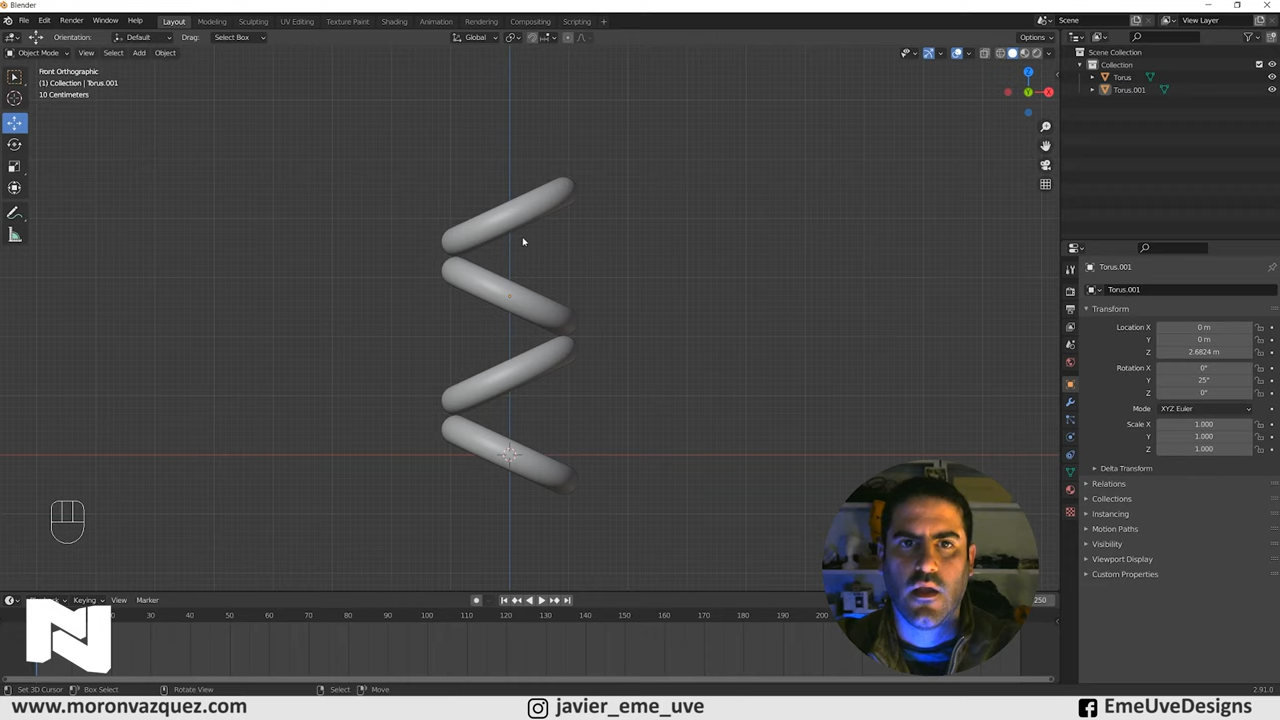 Blender
File Edit Render Window Help Layout Modeling Sculpting UV Editing Texture Paint Shading Animation Rendering Compositing Scripting + Scene View Layer
Orientation: Default Drag: Select Box Global Options
Object Mode View Select Add Object
Front Orthographic
(1) Collection | Torus.001
10 Centimeters
Z
Y
X
Scene Collection
Collection
Torus
Torus.001
Torus.001
Torus.001
Transform
Location X 0 m
Y 0 m
Z 2.6824 m
Rotation X 0°
Y 25°
Z 0°
Mode XYZ Euler
Scale X 1.000
Y 1.000
Z 1.000
Delta Transform
Relations
Collections
Instancing
Motion Paths
Visibility
Viewport Display
Custom Properties
Keying View Marker 250
20 30 40 50 60 70 80 90 100 110 120 130 140 150 160 170 180 190 200
N
Set 3D Cursor Box Select Rotate View Select Move 2.91.0
www.moronvazquez.com javier_eme_uve EmeUveDesigns